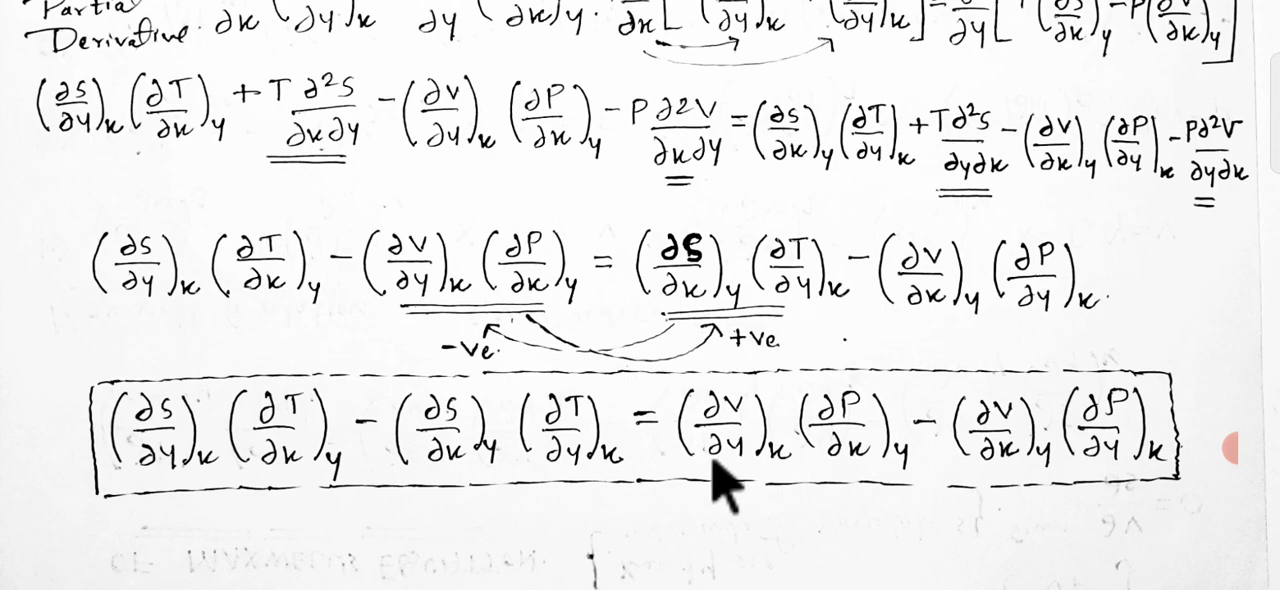 Partial ∂x (∂y)x ∂y (∂x)y. ∂x [ (∂y)x (∂y)x ] = ∂y [ (∂S/∂x)y − P(∂V/∂x)y ]
Derivative.
(∂S/∂y)x (∂T/∂x)y + T ∂²S/∂x∂y − (∂V/∂y)x (∂P/∂x)y − P ∂2V/∂x∂y = (∂S/∂x)y (∂T/∂y)x + T∂²S/∂y∂x − (∂V/∂x)y (∂P/∂y)x − P∂²V/∂y∂x
(∂S/∂y)x (∂T/∂x)y − (∂V/∂y)x (∂P/∂x)y = (∂S/∂x)y (∂T/∂y)x − (∂V/∂x)y (∂P/∂y)x.
−ve. +ve
(∂S/∂y)x (∂T/∂x)y − (∂S/∂x)y (∂T/∂y)x = (∂V/∂y)x (∂P/∂x)y − (∂V/∂x)y (∂P/∂y)x